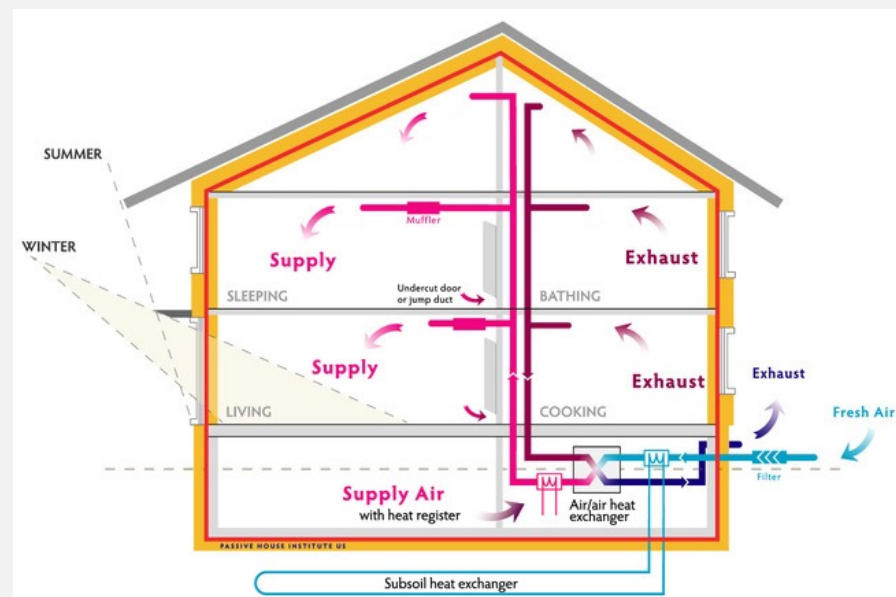 SUMMER
WINTER
Muffler
Supply
Exhaust
SLEEPING
Undercut door
or jump duct
BATHING
Supply
Exhaust
LIVING
COOKING
Exhaust
Fresh Air
Filter
Supply Air
with heat register
Air/air heat
exchanger
PASSIVE HOUSE INSTITUTE US
Subsoil heat exchanger